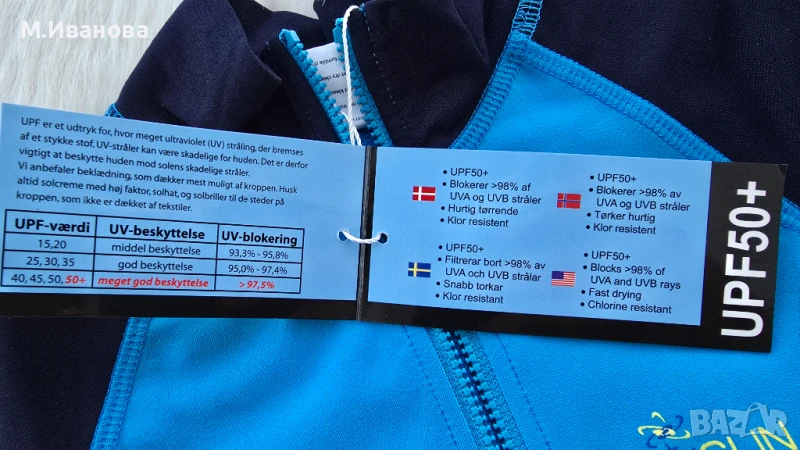 М.Иванова
UPF er et udtryk for, hvor meget ultraviolet (UV) stråling, der bremses
af et stykke stof. UV-stråler kan være skadelige for huden. Det er derfor
vigtigt at beskytte huden mod solens skadelige stråler.
Vi anbefaler beklædning, som dækker mest muligt af kroppen. Husk
altid solcreme med høj faktor, solhat, og solbriller til de steder på
kroppen, som ikke er dækket af tekstiler.
UPF-værdi UV-beskyttelse UV-blokering
15,20 middel beskyttelse 93,3% - 95,8%
25, 30, 35 god beskyttelse 95,0% - 97,4%
40, 45, 50, 50+ meget god beskyttelse >97,5%
• UPF50+
• Blokerer >98% af
UVA og UVB stråler
• Hurtig tørrende
• Klor resistent
• UPF50+
• Blokerer >98% av
UVA og UVB stråler
• Tørker hurtig
• Klor resistent
• UPF50+
• Filtrerar bort >98% av
UVA och UVB strålar
• Snabb torkar
• Klor resistant
• UPF50+
• Blocks >98% of
UVA and UVB rays
• Fast drying
• Chlorine resistant
UPF50+
BAZAR